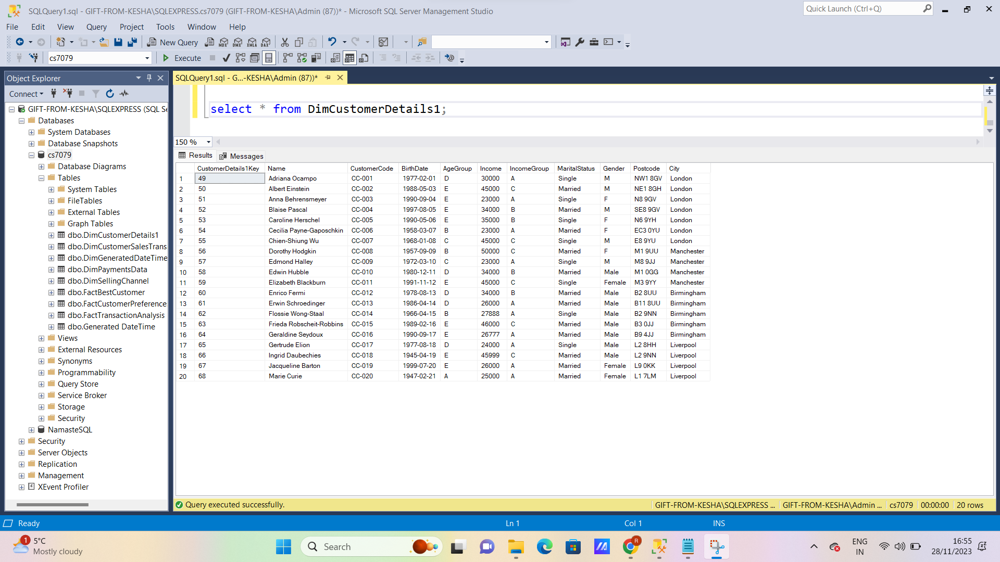 SQLQuery1.sql - GIFT-FROM-KESHA\SQLEXPRESS.cs7079 (GIFT-FROM-KESHA\Admin (87))* - Microsoft SQL Server Management Studio
Quick Launch (Ctrl+Q)
File Edit View Query Project Tools Window Help
New Query MDX DMX XMLA DAX
cs7079 Execute
Object Explorer
Connect
GIFT-FROM-KESHA\SQLEXPRESS (SQL Se
Databases
System Databases
Database Snapshots
cs7079
Database Diagrams
Tables
System Tables
FileTables
External Tables
Graph Tables
dbo.DimCustomerDetails1
dbo.DimCustomerSalesTrans
dbo.DimGeneratedDateTime
dbo.DimPaymentsData
dbo.DimSellingChannel
dbo.FactBestCustomer
dbo.FactCustomerPreference
dbo.FactTransactionAnalysis
dbo.Generated DateTime
Views
External Resources
Synonyms
Programmability
Query Store
Service Broker
Storage
Security
NamasteSQL
Security
Server Objects
Replication
Management
XEvent Profiler
SQLQuery1.sql - G...-KESHA\Admin (87))*
select * from DimCustomerDetails1;
150 %
Results Messages
CustomerDetails1Key Name CustomerCode BirthDate AgeGroup Income IncomeGroup MaritalStatus Gender Postcode City
1 49 Adriana Ocampo CC-001 1977-02-01 D 30000 A Single M NW1 8GV London
2 50 Albert Einstein CC-002 1988-05-03 E 45000 C Married M NE1 8GH London
3 51 Anna Behrensmeyer CC-003 1990-09-04 E 23000 A Single F N8 9GV London
4 52 Blaise Pascal CC-004 1997-08-05 E 34000 B Married M SE8 9GV London
5 53 Caroline Herschel CC-005 1990-05-06 E 35000 B Single F N6 9YH London
6 54 Cecilia Payne-Gaposchkin CC-006 1958-03-07 B 23000 A Married F EC3 0YU London
7 55 Chien-Shiung Wu CC-007 1968-01-08 C 45000 C Single M E8 9YU London
8 56 Dorothy Hodgkin CC-008 1957-09-09 B 50000 C Married F M1 9UU Manchester
9 57 Edmond Halley CC-009 1972-03-10 C 23000 A Single M M8 9JJ Manchester
10 58 Edwin Hubble CC-010 1980-12-11 D 34000 B Married Male M1 0GG Manchester
11 59 Elizabeth Blackburn CC-011 1991-11-12 E 45000 C Single Female M3 9YY Manchester
12 60 Enrico Fermi CC-012 1978-08-13 D 34000 B Married Male B2 8UU Birmingham
13 61 Erwin Schroedinger CC-013 1986-04-14 D 26000 A Married Male B11 8UU Birmingham
14 62 Flossie Wong-Staal CC-014 1966-04-15 B 27888 A Single Male B2 9NN Birmingham
15 63 Frieda Robscheit-Robbins CC-015 1989-02-16 E 46000 C Married Male B3 0JJ Birmingham
16 64 Geraldine Seydoux CC-016 1990-09-17 E 26777 A Married Male B9 4JJ Birmingham
17 65 Gertrude Elion CC-017 1977-08-18 D 24000 A Single Male L2 8HH Liverpool
18 66 Ingrid Daubechies CC-018 1945-04-19 E 45999 C Married Male L2 9NN Liverpool
19 67 Jacqueline Barton CC-019 1999-07-20 E 26000 A Married Female L9 0KK Liverpool
20 68 Marie Curie CC-020 1947-02-21 A 25000 A Married Female L1 7LM Liverpool
Query executed successfully. GIFT-FROM-KESHA\SQLEXPRESS ... GIFT-FROM-KESHA\Admin ... cs7079 00:00:00 20 rows
Ready Ln 1 Col 1 INS
1 5°C
Mostly cloudy
Search
R
ENG
IN
16:55
28/11/2023